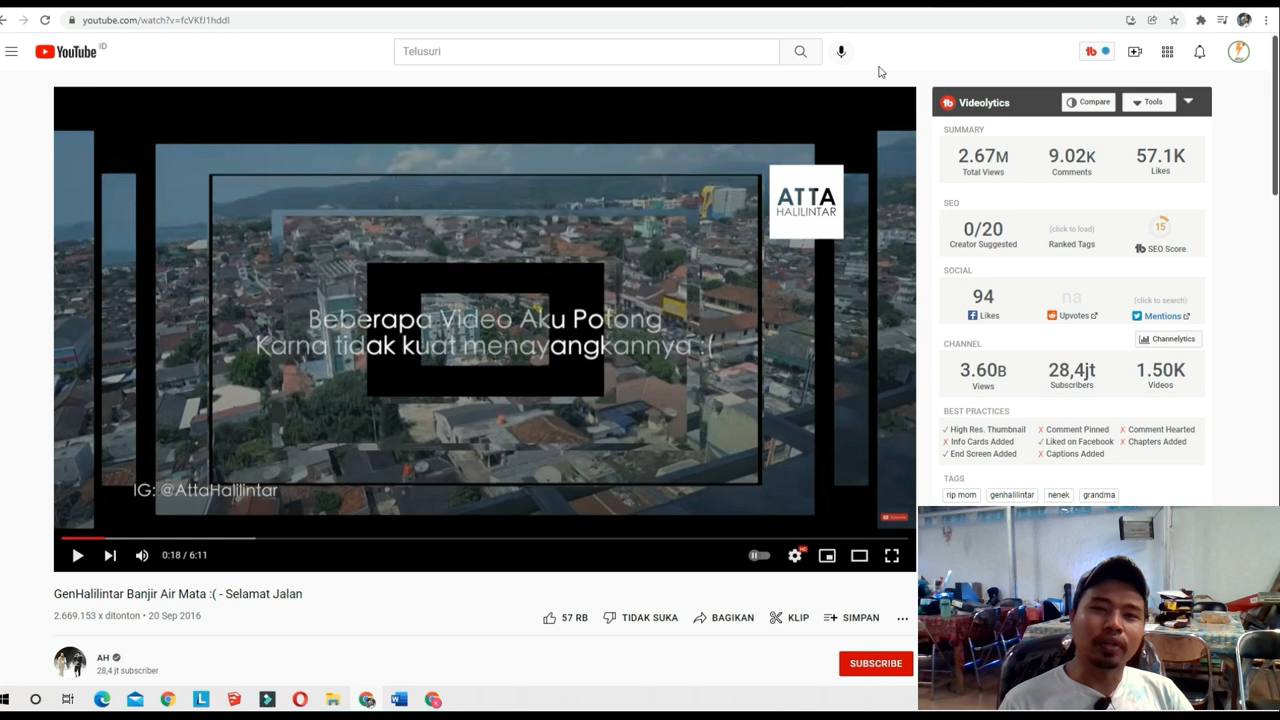 youtube.com/watch?v=fcVKfJ1hddI
YouTube ID
Telusuri
tb
ATTA
HALILINTAR
Beberapa Video Aku Potong
Karna tidak kuat menayangkannya :(
IG: @AttaHalilintar
0:18 / 6:11
HD
GenHalilintar Banjir Air Mata :( - Selamat Jalan
2.669.153 x ditonton • 20 Sep 2016
57 RB TIDAK SUKA BAGIKAN KLIP SIMPAN
AH
28,4 jt subscriber
SUBSCRIBE
tb Videolytics Compare Tools
SUMMARY
2.67M 9.02K 57.1K
Total Views Comments Likes
SEO
0/20 (click to load) 15
Creator Suggested Ranked Tags tb SEO Score
SOCIAL
94 na (click to search)
Likes Upvotes Mentions
CHANNEL Channelytics
3.60B 28,4jt 1.50K
Views Subscribers Videos
BEST PRACTICES
✓ High Res. Thumbnail ✗ Comment Pinned ✗ Comment Hearted
✗ Info Cards Added ✓ Liked on Facebook ✗ Chapters Added
✓ End Screen Added ✗ Captions Added
TAGS
rip mom genhalilintar nenek grandma